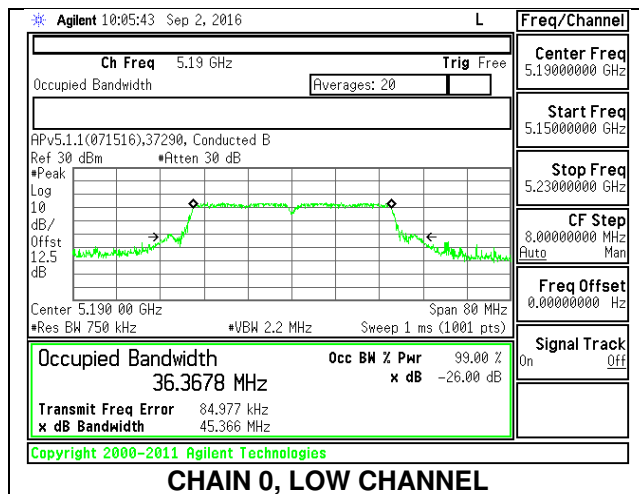 Agilent 10:05:43 Sep 2, 2016 L
Ch Freq 5.19 GHz Trig Free
Occupied Bandwidth Averages: 20
APv5.1.1(071516),37290, Conducted B
Ref 30 dBm #Atten 30 dB
#Peak
Log
10
dB/
Offst
12.5
dB
Center 5.190 00 GHz Span 80 MHz
#Res BW 750 kHz #VBW 2.2 MHz Sweep 1 ms (1001 pts)
Occupied Bandwidth Occ BW % Pwr 99.00 %
36.3678 MHz x dB -26.00 dB
Transmit Freq Error 84.977 kHz
x dB Bandwidth 45.366 MHz
Copyright 2000-2011 Agilent Technologies
Freq/Channel
Center Freq
5.19000000 GHz
Start Freq
5.15000000 GHz
Stop Freq
5.23000000 GHz
CF Step
8.00000000 MHz
Auto Man
Freq Offset
0.00000000 Hz
Signal Track
On Off
CHAIN 0, LOW CHANNEL